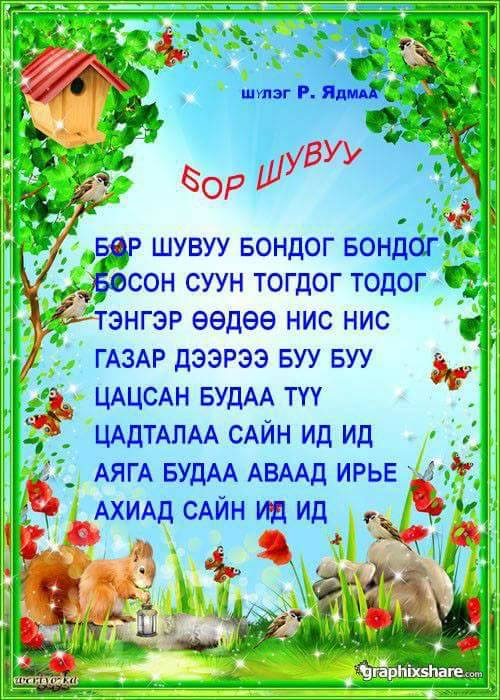 шүлэг Р. Ядмаа
БОР ШУВУУ
БОР ШУВУУ БОНДОГ БОНДОГ
БОСОН СУУН ТОГДОГ ТОДОГ
ТЭНГЭР ӨӨДӨӨ НИС НИС
ГАЗАР ДЭЭРЭЭ БУУ БУУ
ЦАЦСАН БУДАА ТҮҮ
ЦАДТАЛАА САЙН ИД ИД
АЯГА БУДАА АВААД ИРЬЕ
АХИАД САЙН ИД ИД
weriyozka
graphixshare.com